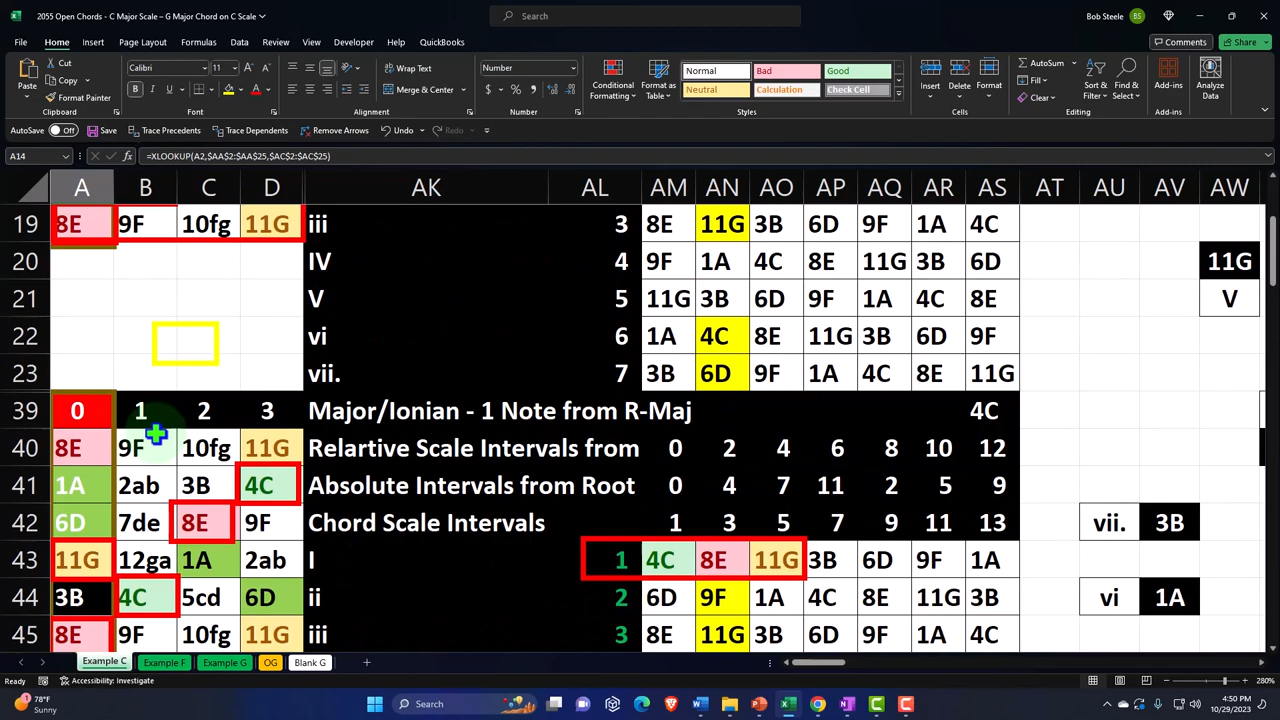 2055 Open Chords - C Major Scale – G Major Chord on C Scale
Search
Bob Steele BS
File Home Insert Page Layout Formulas Data Review View Developer Automate Help QuickBooks
Comments Share
Cut
Copy
Format Painter
Paste
Calibri 11
B I U
Wrap Text
Merge & Center
Number
$ % 9
Conditional Formatting
Format as Table
Normal Bad Good
Neutral Calculation Check Cell
Insert Delete Format
AutoSum
Fill
Clear
Sort & Filter
Find & Select
Add-ins
Analyze Data
Clipboard Font Alignment Number Styles Cells Editing Add-ins
AutoSave Off Save Trace Precedents Trace Dependents Remove Arrows Undo Redo
A14 fx =XLOOKUP(A2,$AA$2:$AA$25,$AC$2:$AC$25)
A B C D AK AL AM AN AO AP AQ AR AS AT AU AV AW
19 8E 9F 10fg 11G iii 3 8E 11G 3B 6D 9F 1A 4C
20 IV 4 9F 1A 4C 8E 11G 3B 6D 11G
21 V 5 11G 3B 6D 9F 1A 4C 8E V
22 vi 6 1A 4C 8E 11G 3B 6D 9F
23 vii. 7 3B 6D 9F 1A 4C 8E 11G
39 0 1 2 3 Major/Ionian - 1 Note from R-Maj 4C
40 8E 9F 10fg 11G Relartive Scale Intervals from 0 2 4 6 8 10 12
41 1A 2ab 3B 4C Absolute Intervals from Root 0 4 7 11 2 5 9
42 6D 7de 8E 9F Chord Scale Intervals 1 3 5 7 9 11 13 vii. 3B
43 11G 12ga 1A 2ab I 1 4C 8E 11G 3B 6D 9F 1A
44 3B 4C 5cd 6D ii 2 6D 9F 1A 4C 8E 11G 3B vi 1A
45 8E 9F 10fg 11G iii 3 8E 11G 3B 6D 9F 1A 4C
Example C Example F Example G OG Blank G
Ready Accessibility: Investigate 280%
78°F
Sunny
Search
4:50 PM
10/29/2023